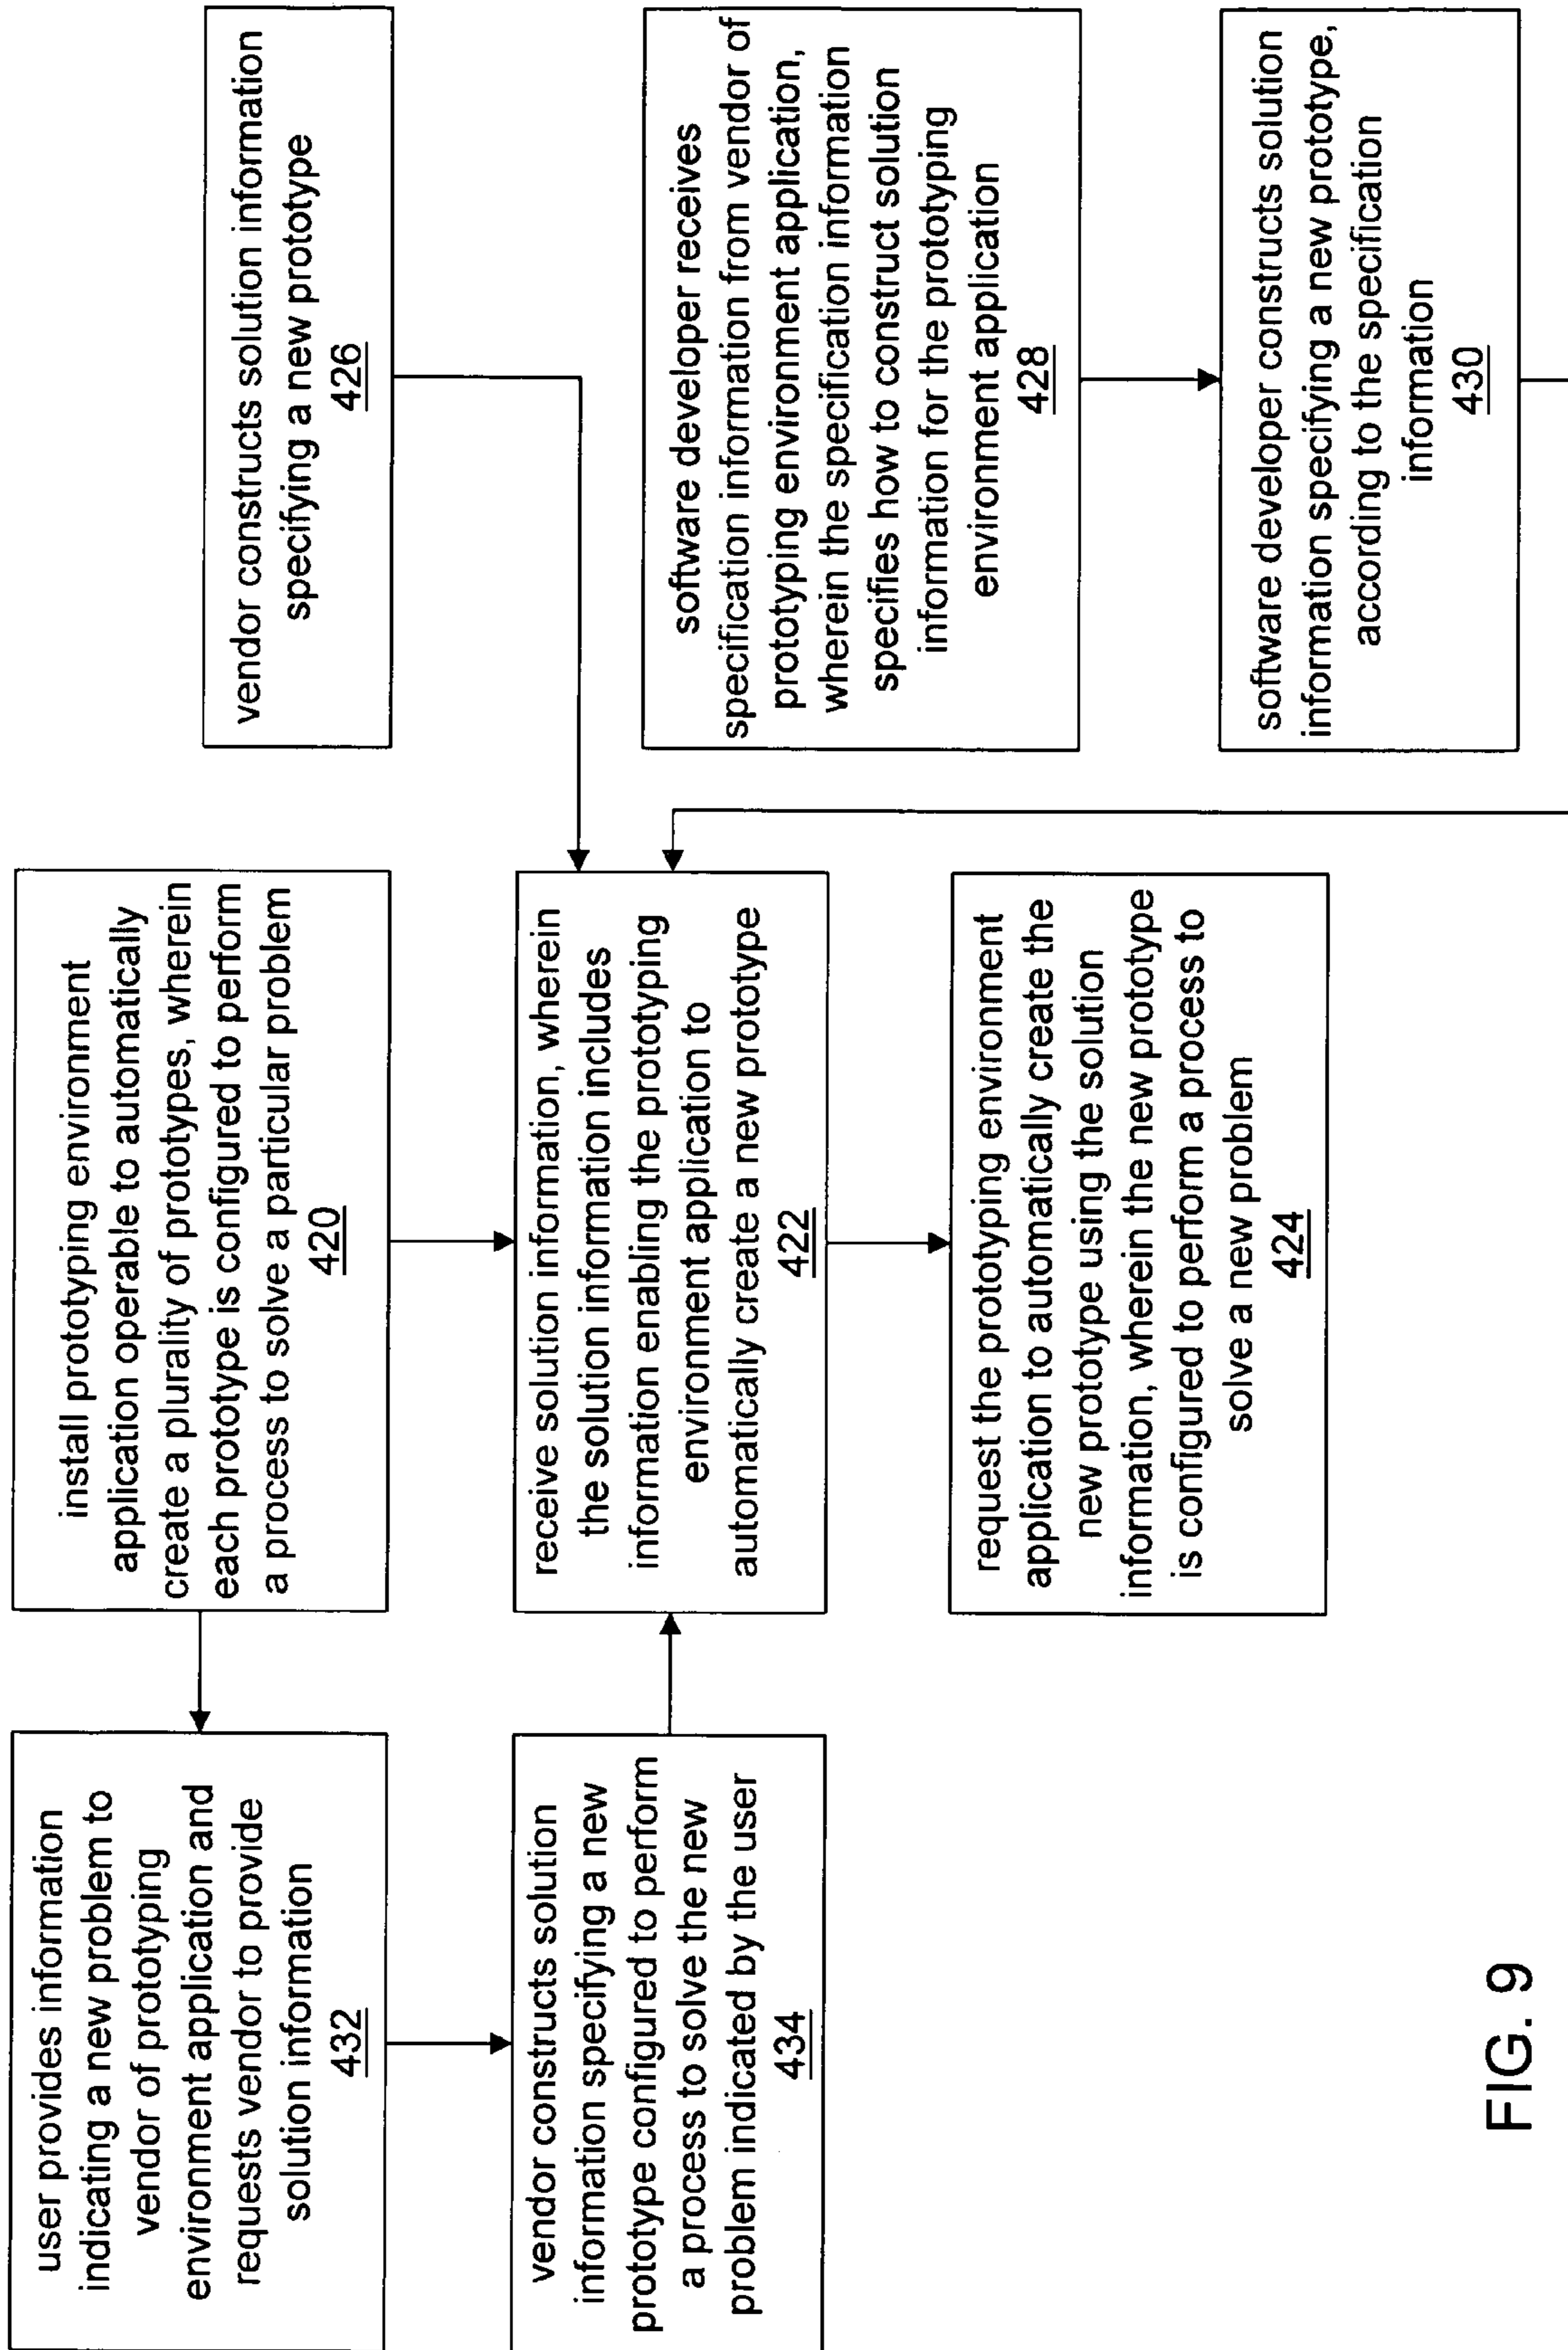 user provides information
indicating a new problem to
vendor of prototyping
environment application and
requests vendor to provide
solution information
432
install prototyping environment
application operable to automatically
create a plurality of prototypes, wherein
each prototype is configured to perform
a process to solve a particular problem
420
vendor constructs solution information
specifying a new prototype
426
vendor constructs solution
information specifying a new
prototype configured to perform
a process to solve the new
problem indicated by the user
434
receive solution information, wherein
the solution information includes
information enabling the prototyping
environment application to
automatically create a new prototype
422
software developer receives
specification information from vendor of
prototyping environment application,
wherein the specification information
specifies how to construct solution
information for the prototyping
environment application
428
request the prototyping environment
application to automatically create the
new prototype using the solution
information, wherein the new prototype
is configured to perform a process to
solve a new problem
424
software developer constructs solution
information specifying a new prototype,
according to the specification
information
430
FIG. 9